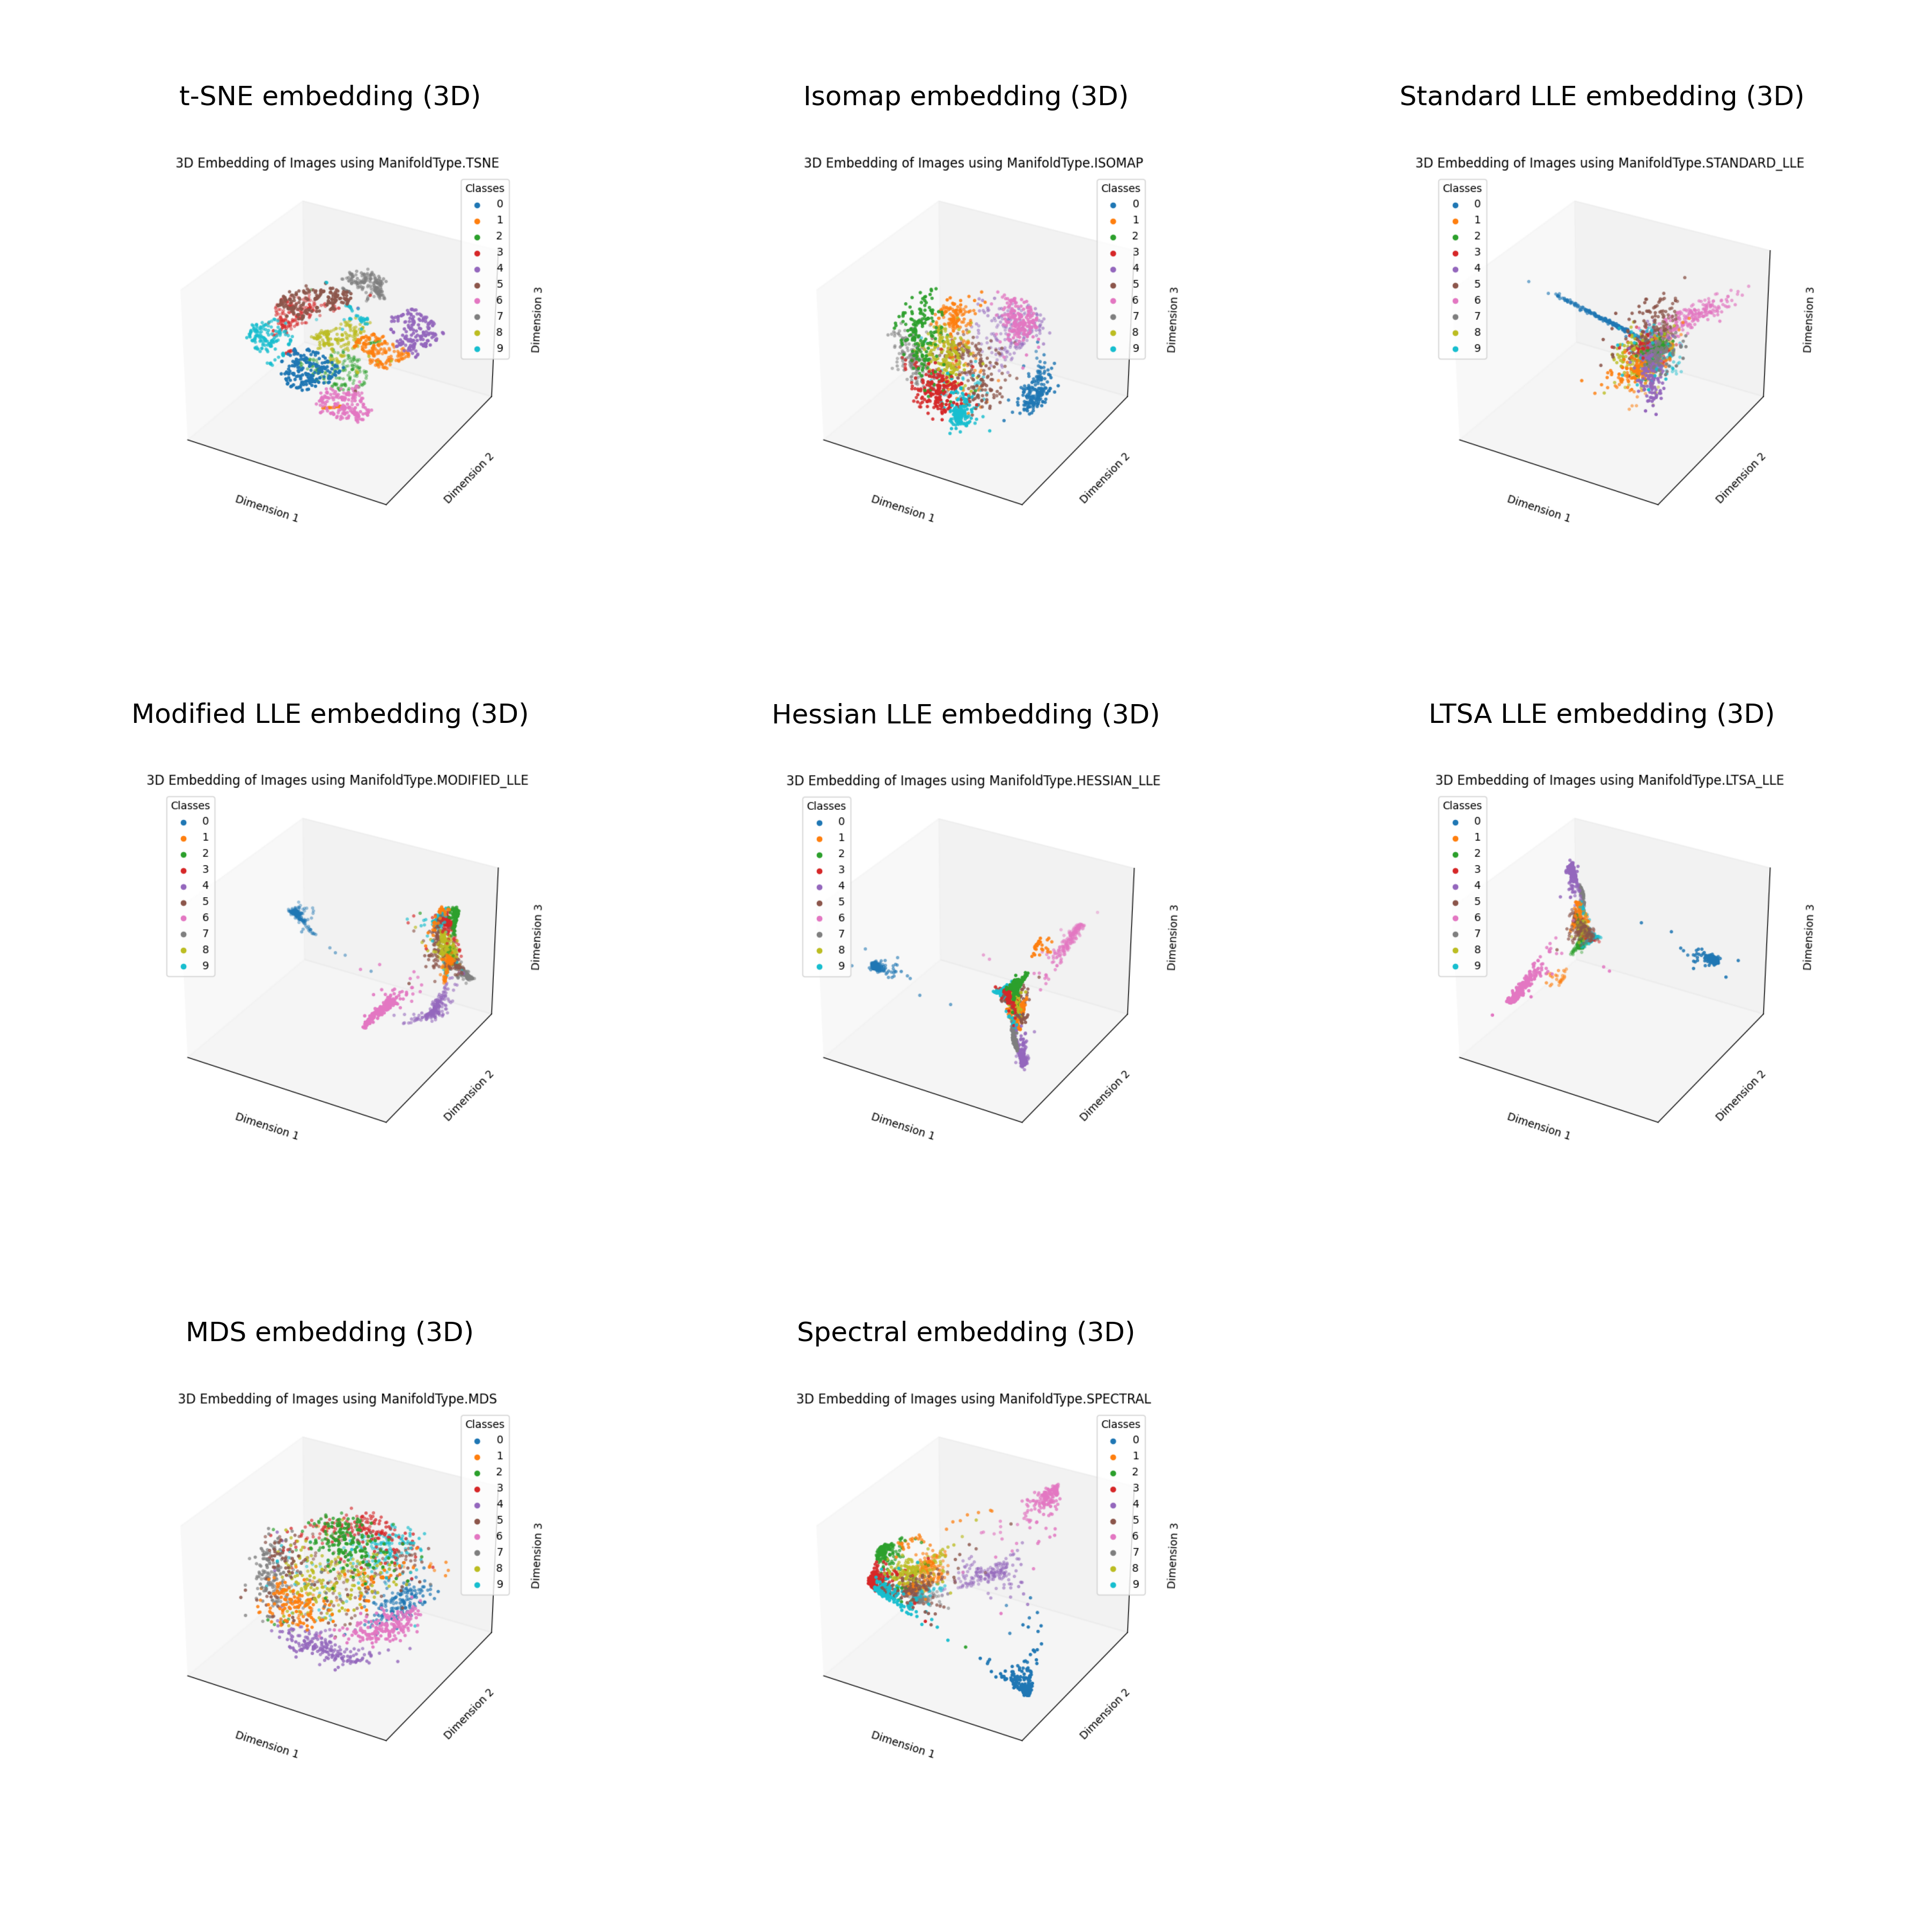 t-SNE embedding (3D)
3D Embedding of Images using ManifoldType.TSNE
Classes
0
1
2
3
4
5
6
7
8
9
Dimension 1
Dimension 2
Dimension 3
Isomap embedding (3D)
3D Embedding of Images using ManifoldType.ISOMAP
Classes
0
1
2
3
4
5
6
7
8
9
Dimension 1
Dimension 2
Dimension 3
Standard LLE embedding (3D)
3D Embedding of Images using ManifoldType.STANDARD_LLE
Classes
0
1
2
3
4
5
6
7
8
9
Dimension 1
Dimension 2
Dimension 3
Modified LLE embedding (3D)
3D Embedding of Images using ManifoldType.MODIFIED_LLE
Classes
0
1
2
3
4
5
6
7
8
9
Dimension 1
Dimension 2
Dimension 3
Hessian LLE embedding (3D)
3D Embedding of Images using ManifoldType.HESSIAN_LLE
Classes
0
1
2
3
4
5
6
7
8
9
Dimension 1
Dimension 2
Dimension 3
LTSA LLE embedding (3D)
3D Embedding of Images using ManifoldType.LTSA_LLE
Classes
0
1
2
3
4
5
6
7
8
9
Dimension 1
Dimension 2
Dimension 3
MDS embedding (3D)
3D Embedding of Images using ManifoldType.MDS
Classes
0
1
2
3
4
5
6
7
8
9
Dimension 1
Dimension 2
Dimension 3
Spectral embedding (3D)
3D Embedding of Images using ManifoldType.SPECTRAL
Classes
0
1
2
3
4
5
6
7
8
9
Dimension 1
Dimension 2
Dimension 3